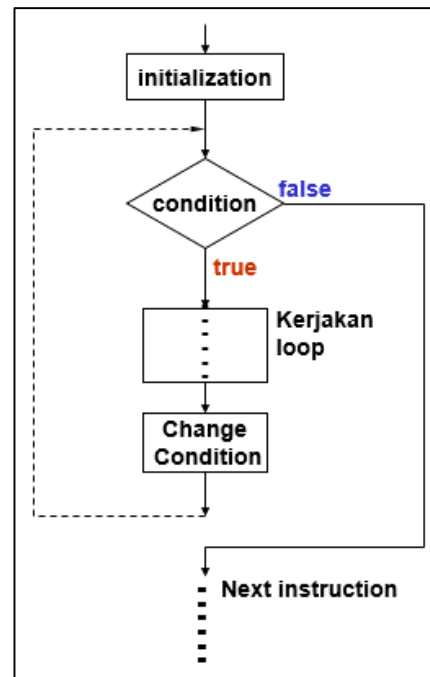 initialization
condition
false
true
Kerjakan
loop
Change
Condition
Next instruction